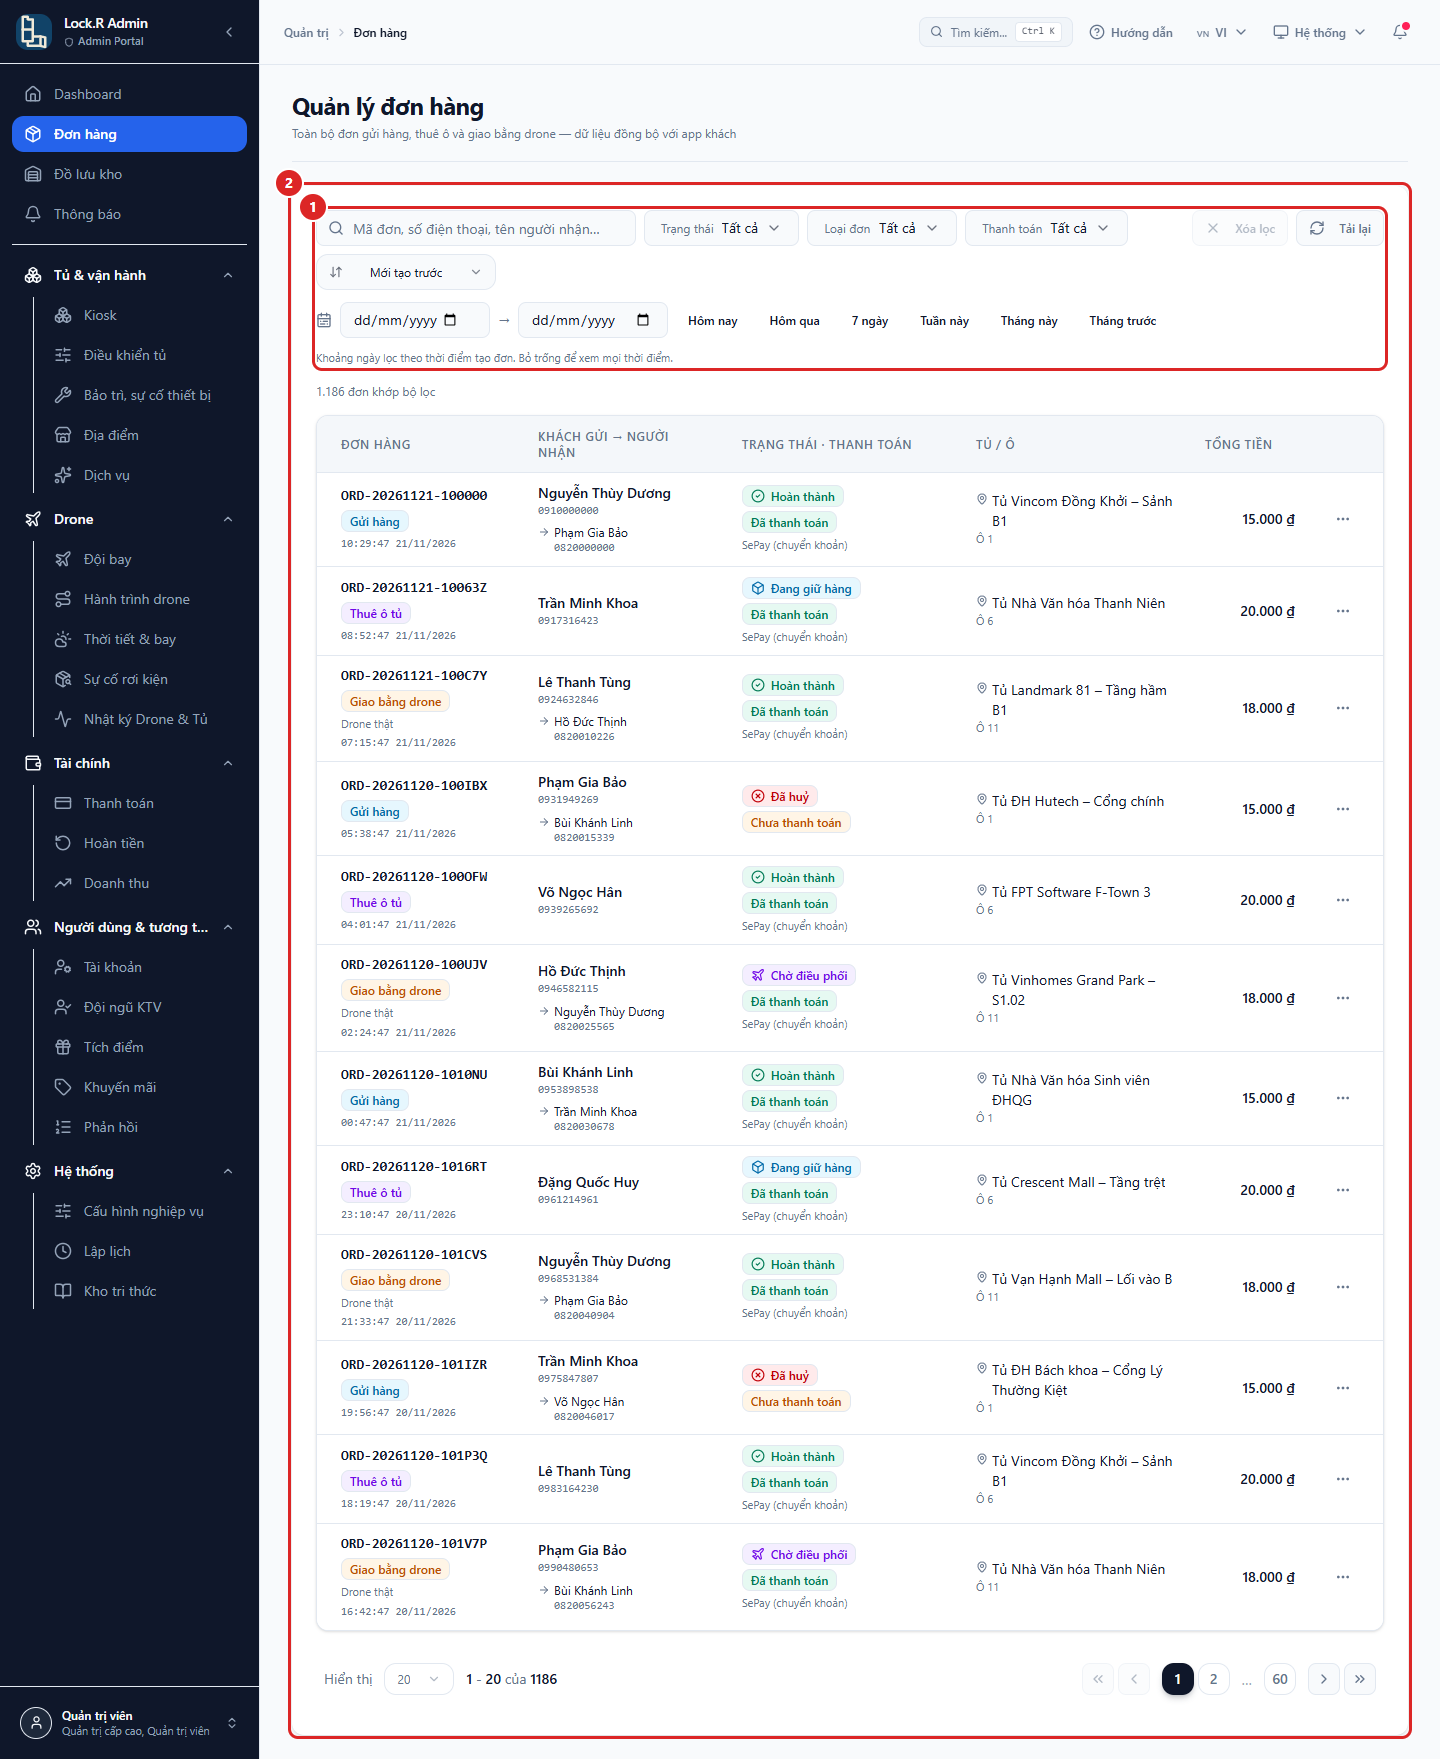 Lock.R Admin
Admin Portal
Dashboard
Đơn hàng
Đồ lưu kho
Thông báo
Tủ & vận hành
Kiosk
Điều khiển tủ
Bảo trì, sự cố thiết bị
Địa điểm
Dịch vụ
Drone
Đội bay
Hành trình drone
Thời tiết & bay
Sự cố rơi kiện
Nhật ký Drone & Tủ
Tài chính
Thanh toán
Hoàn tiền
Doanh thu
Người dùng & tương t...
Tài khoản
Đội ngũ KTV
Tích điểm
Khuyến mãi
Phản hồi
Hệ thống
Cấu hình nghiệp vụ
Lập lịch
Kho tri thức
Quản trị viên
Quản trị cấp cao, Quản trị viên
Quản trị > Đơn hàng
Tìm kiếm... Ctrl K
Hướng dẫn
VN VI
Hệ thống
Quản lý đơn hàng
Toàn bộ đơn gửi hàng, thuê ô và giao bằng drone — dữ liệu đồng bộ với app khách
2
1
Mã đơn, số điện thoại, tên người nhận...
Trạng thái Tất cả
Loại đơn Tất cả
Thanh toán Tất cả
Xóa lọc
Tải lại
Mới tạo trước
dd/mm/yyyy → dd/mm/yyyy
Hôm nay Hôm qua 7 ngày Tuần này Tháng này Tháng trước
Khoảng ngày lọc theo thời điểm tạo đơn. Bỏ trống để xem mọi thời điểm.
1.186 đơn khớp bộ lọc
ĐƠN HÀNG
KHÁCH GỬI → NGƯỜI
NHẬN
TRẠNG THÁI · THANH TOÁN
TỦ / Ô
TỔNG TIỀN
ORD-20261121-100000
Gửi hàng
10:29:47 21/11/2026
Nguyễn Thùy Dương
0910000000
→ Phạm Gia Bảo
0820000000
Hoàn thành
Đã thanh toán
SePay (chuyển khoản)
Tủ Vincom Đồng Khởi – Sảnh
B1
Ô 1
15.000 ₫
ORD-20261121-10063Z
Thuê ô tủ
08:52:47 21/11/2026
Trần Minh Khoa
0917316423
Đang giữ hàng
Đã thanh toán
SePay (chuyển khoản)
Tủ Nhà Văn hóa Thanh Niên
Ô 6
20.000 ₫
ORD-20261121-100C7Y
Giao bằng drone
Drone thật
07:15:47 21/11/2026
Lê Thanh Tùng
0924632846
→ Hồ Đức Thịnh
0820010226
Hoàn thành
Đã thanh toán
SePay (chuyển khoản)
Tủ Landmark 81 – Tầng hầm
B1
Ô 11
18.000 ₫
ORD-20261120-100IBX
Gửi hàng
05:38:47 21/11/2026
Phạm Gia Bảo
0931949269
→ Bùi Khánh Linh
0820015339
Đã huỷ
Chưa thanh toán
Tủ ĐH Hutech – Cổng chính
Ô 1
15.000 ₫
ORD-20261120-100OFW
Thuê ô tủ
04:01:47 21/11/2026
Võ Ngọc Hân
0939265692
Hoàn thành
Đã thanh toán
SePay (chuyển khoản)
Tủ FPT Software F-Town 3
Ô 6
20.000 ₫
ORD-20261120-100UJV
Giao bằng drone
Drone thật
02:24:47 21/11/2026
Hồ Đức Thịnh
0946582115
→ Nguyễn Thùy Dương
0820025565
Chờ điều phối
Đã thanh toán
SePay (chuyển khoản)
Tủ Vinhomes Grand Park –
S1.02
Ô 11
18.000 ₫
ORD-20261120-1010NU
Gửi hàng
00:47:47 21/11/2026
Bùi Khánh Linh
0953898538
→ Trần Minh Khoa
0820030678
Hoàn thành
Đã thanh toán
SePay (chuyển khoản)
Tủ Nhà Văn hóa Sinh viên
ĐHQG
Ô 1
15.000 ₫
ORD-20261120-1016RT
Thuê ô tủ
23:10:47 20/11/2026
Đặng Quốc Huy
0961214961
Đang giữ hàng
Đã thanh toán
SePay (chuyển khoản)
Tủ Crescent Mall – Tầng trệt
Ô 6
20.000 ₫
ORD-20261120-101CVS
Giao bằng drone
Drone thật
21:33:47 20/11/2026
Nguyễn Thùy Dương
0968531384
→ Phạm Gia Bảo
0820040904
Hoàn thành
Đã thanh toán
SePay (chuyển khoản)
Tủ Vạn Hạnh Mall – Lối vào B
Ô 11
18.000 ₫
ORD-20261120-101IZR
Gửi hàng
19:56:47 20/11/2026
Trần Minh Khoa
0975847807
→ Võ Ngọc Hân
0820046017
Đã huỷ
Chưa thanh toán
Tủ ĐH Bách khoa – Cổng Lý
Thường Kiệt
Ô 1
15.000 ₫
ORD-20261120-101P3Q
Thuê ô tủ
18:19:47 20/11/2026
Lê Thanh Tùng
0983164230
Hoàn thành
Đã thanh toán
SePay (chuyển khoản)
Tủ Vincom Đồng Khởi – Sảnh
B1
Ô 6
20.000 ₫
ORD-20261120-101V7P
Giao bằng drone
Drone thật
16:42:47 20/11/2026
Phạm Gia Bảo
0990480653
→ Bùi Khánh Linh
0820056243
Chờ điều phối
Đã thanh toán
SePay (chuyển khoản)
Tủ Nhà Văn hóa Thanh Niên
Ô 11
18.000 ₫
Hiển thị 20 1 - 20 của 1186
« ‹ 1 2 ... 60 › »